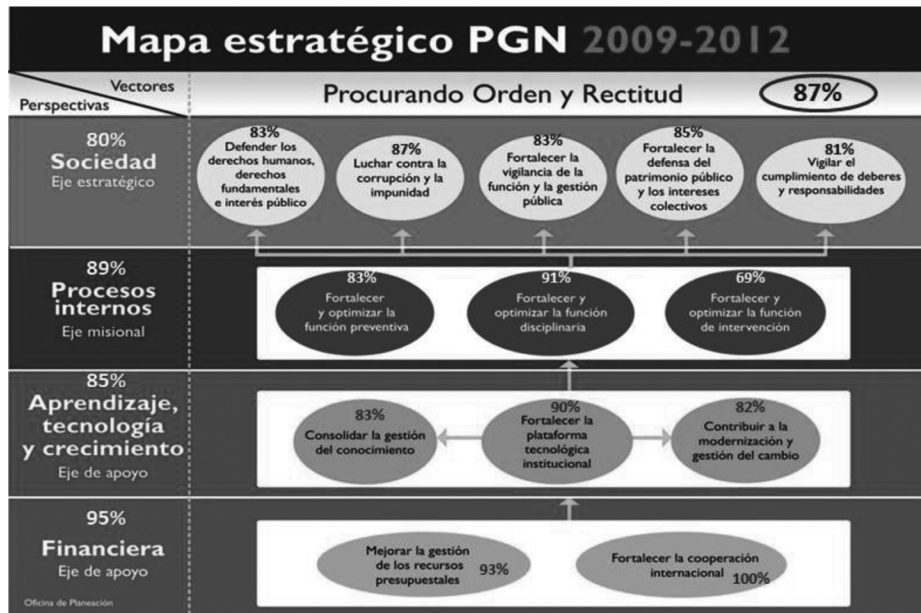 Mapa estratégico PGN 2009-2012
Vectores
Perspectivas
Procurando Orden y Rectitud
87%
80%
Sociedad
Eje estratégico
83%
Defender los
derechos humanos,
derechos
fundamentales
e interés público
87%
Luchar contra la
corrupción y la
impunidad
83%
Fortalecer la
vigilancia de la
función y la gestión
pública
85%
Fortalecer la
defensa del
patrimonio público
y los intereses
colectivos
81%
Vigilar el
cumplimiento de deberes
y responsabilidades
89%
Procesos
internos
Eje misional
83%
Fortalecer
y optimizar la
función preventiva
91%
Fortalecer y
optimizar la función
disciplinaria
69%
Fortalecer y
optimizar la función
de intervención
85%
Aprendizaje,
tecnología
y crecimiento
Eje de apoyo
83%
Consolidar la gestión
del conocimiento
90%
Fortalecer la
plataforma
tecnológica
institucional
82%
Contribuir a la
modernización y
gestión del cambio
95%
Financiera
Eje de apoyo
Mejorar la gestión
de los recursos
presupuestales 93%
Fortalecer la cooperación
internacional 100%
Oficina de Planeación